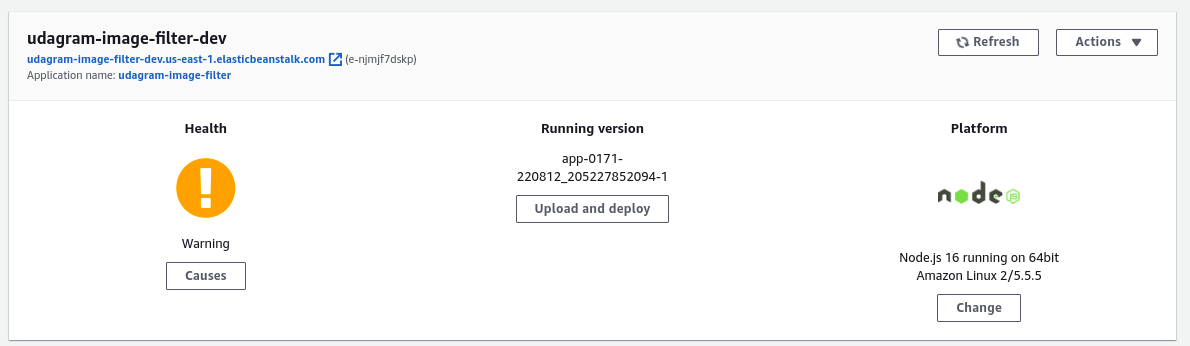 udagram-image-filter-dev
udagram-image-filter-dev.us-east-1.elasticbeanstalk.com (e-njmjf7dskp)
Application name: udagram-image-filter
Refresh
Actions
Health
Warning
Causes
Running version
app-0171-
220812_205227852094-1
Upload and deploy
Platform
node JS
Node.js 16 running on 64bit
Amazon Linux 2/5.5.5
Change